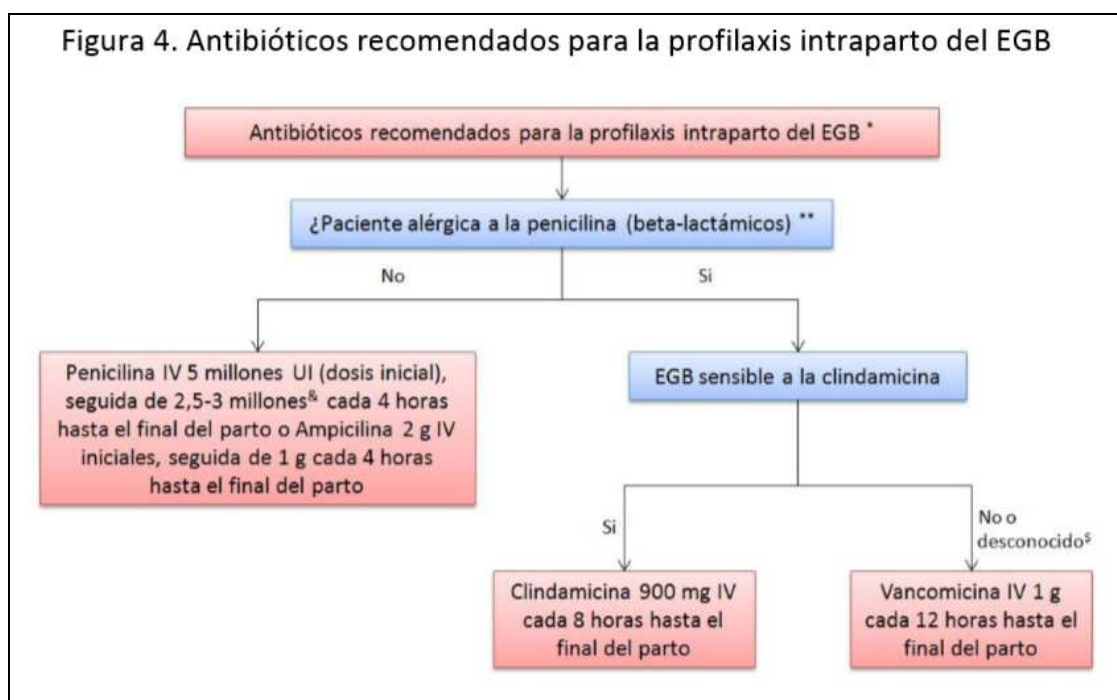 Figura 4. Antibióticos recomendados para la profilaxis intraparto del EGB
Antibióticos recomendados para la profilaxis intraparto del EGB *
¿Paciente alérgica a la penicilina (beta-lactámicos) **
No
Si
Penicilina IV 5 millones UI (dosis inicial),
seguida de 2,5-3 millones& cada 4 horas
hasta el final del parto o Ampicilina 2 g IV
iniciales, seguida de 1 g cada 4 horas
hasta el final del parto
EGB sensible a la clindamicina
Si
No o
desconocido$
Clindamicina 900 mg IV
cada 8 horas hasta el
final del parto
Vancomicina IV 1 g
cada 12 horas hasta el
final del parto